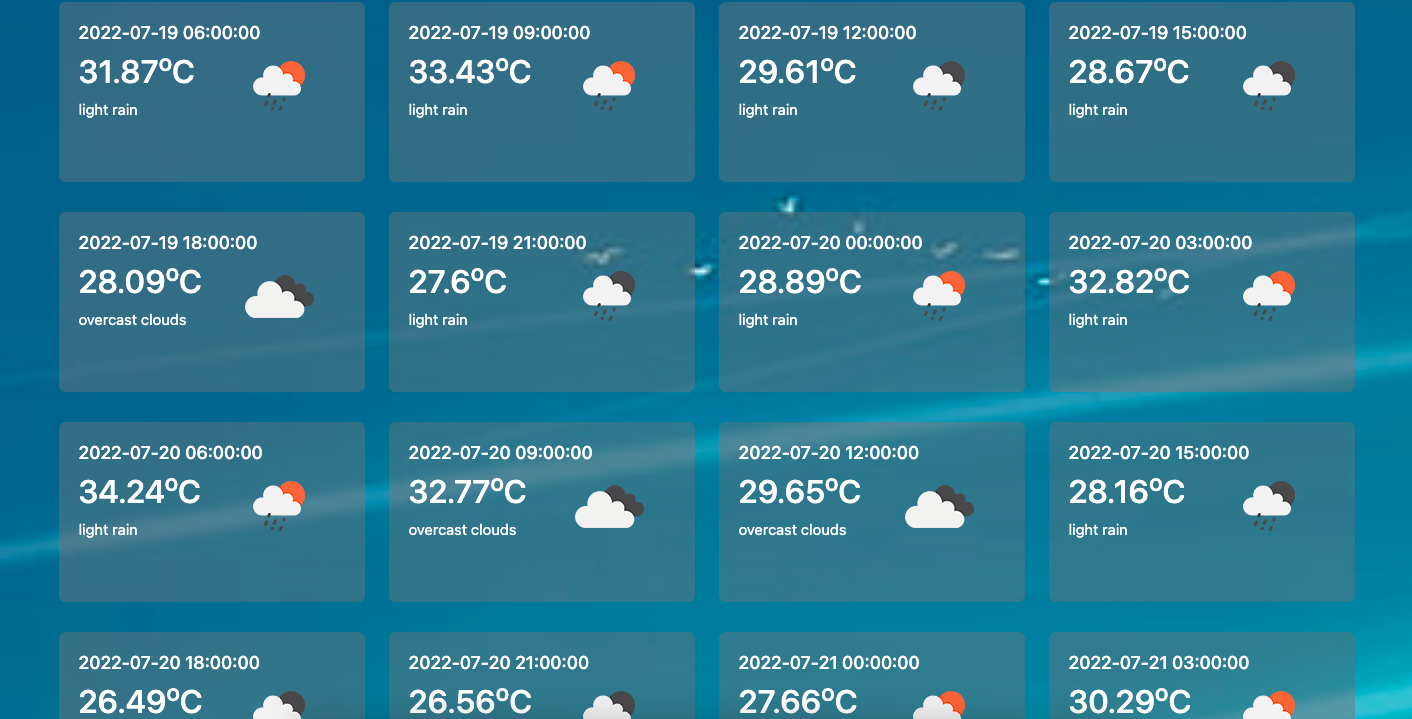 2022-07-19 06:00:00
31.87ºC
light rain
2022-07-19 09:00:00
33.43ºC
light rain
2022-07-19 12:00:00
29.61ºC
light rain
2022-07-19 15:00:00
28.67ºC
light rain
2022-07-19 18:00:00
28.09ºC
overcast clouds
2022-07-19 21:00:00
27.6ºC
light rain
2022-07-20 00:00:00
28.89ºC
light rain
2022-07-20 03:00:00
32.82ºC
light rain
2022-07-20 06:00:00
34.24ºC
light rain
2022-07-20 09:00:00
32.77ºC
overcast clouds
2022-07-20 12:00:00
29.65ºC
overcast clouds
2022-07-20 15:00:00
28.16ºC
light rain
2022-07-20 18:00:00
26.49ºC
2022-07-20 21:00:00
26.56ºC
2022-07-21 00:00:00
27.66ºC
2022-07-21 03:00:00
30.29ºC